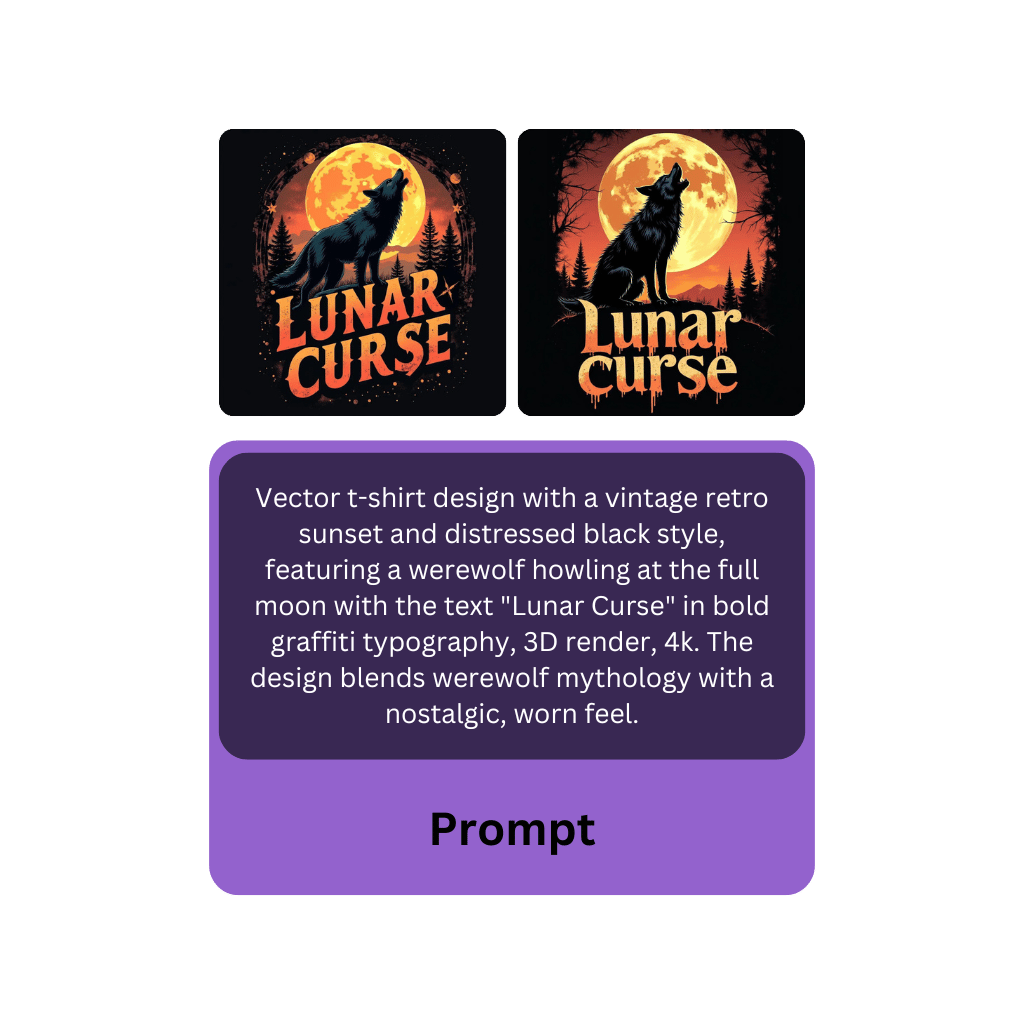 LUNAR
CURSE
Lunar
curse
Vector t-shirt design with a vintage retro
sunset and distressed black style,
featuring a werewolf howling at the full
moon with the text "Lunar Curse" in bold
graffiti typography, 3D render, 4k. The
design blends werewolf mythology with a
nostalgic, worn feel.
Prompt